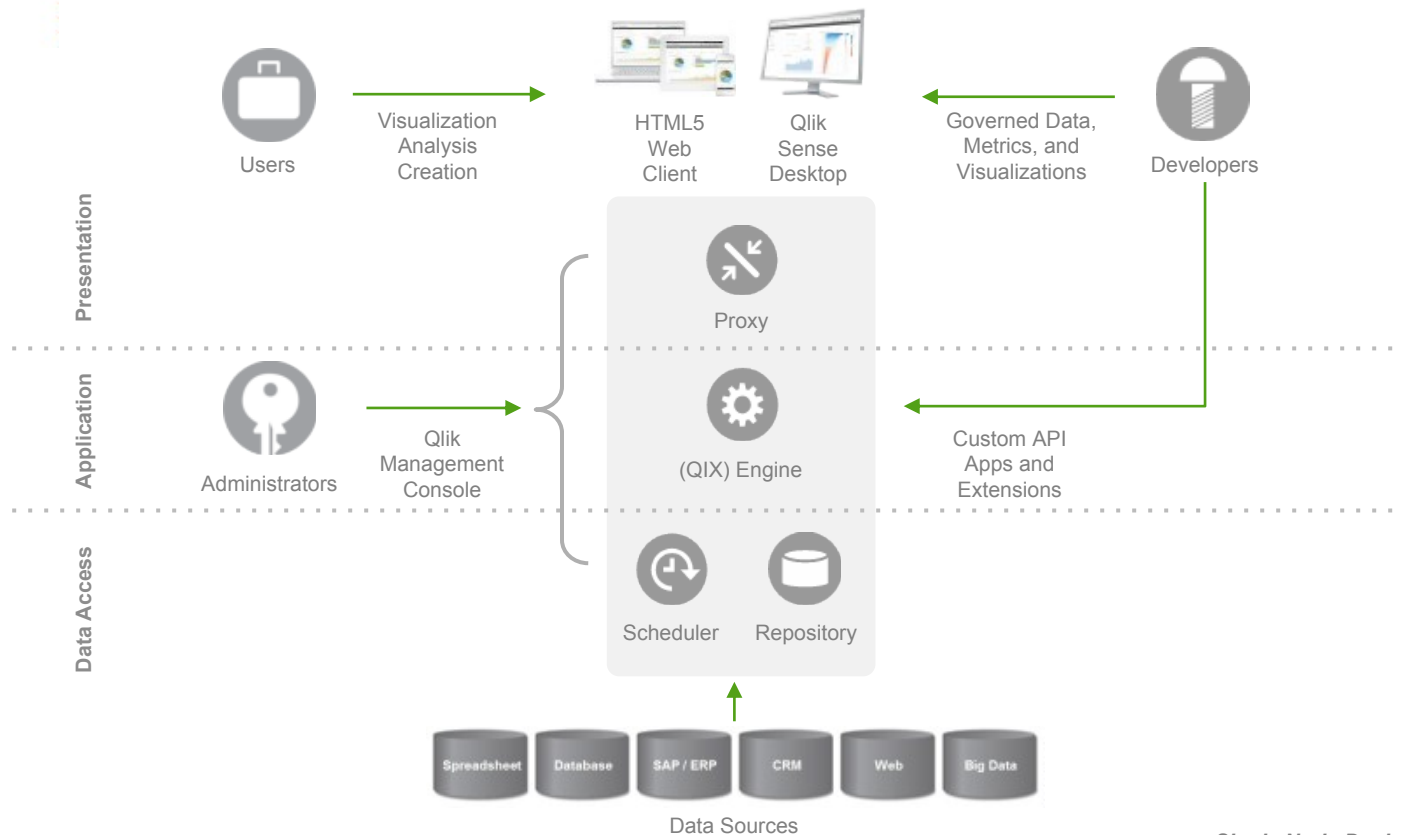 Users
Visualization
Analysis
Creation
HTML5
Web
Client
Qlik
Sense
Desktop
Governed Data,
Metrics, and
Visualizations
Developers
Presentation
Proxy
Application
Administrators
Qlik
Management
Console
(QIX) Engine
Custom API
Apps and
Extensions
Data Access
Scheduler
Repository
Spreadsheet
Database
SAP / ERP
CRM
Web
Big Data
Data Sources